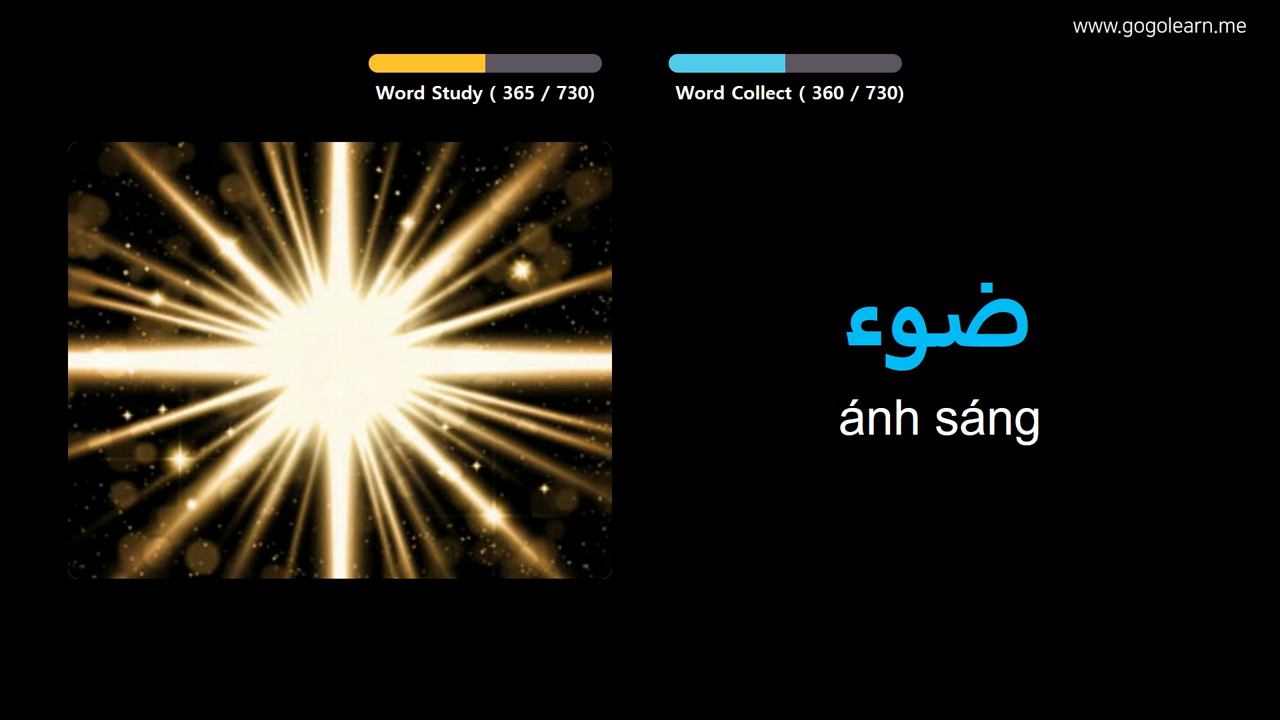 www.gogolearn.me
Word Study ( 365 / 730)
Word Collect ( 360 / 730)
ضوء
ánh sáng